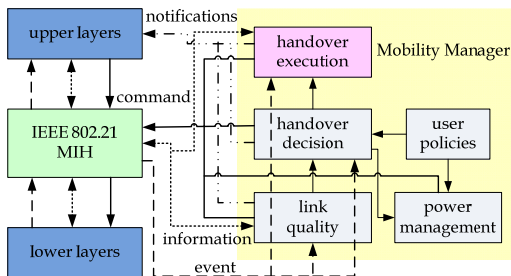 notifications
upper layers
handover
execution
Mobility Manager
command
IEEE 802.21
MIH
handover
decision
user
policies
link
quality
power
management
information
lower layers
event